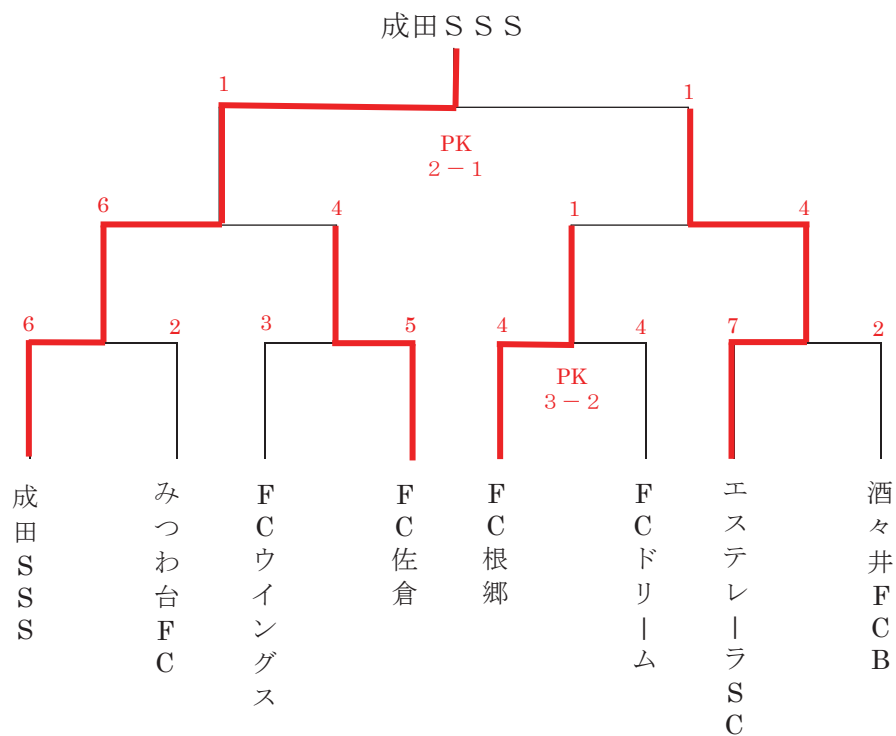 成田ＳＳＳ
1
1
PK
２－１
6
4
1
4
6
2
3
5
4
4
7
2
PK
３－２
成田SSS
みつわ台FC
FCウイングス
FC佐倉
FC根郷
FCドリーム
エステレーラSC
酒々井FCB